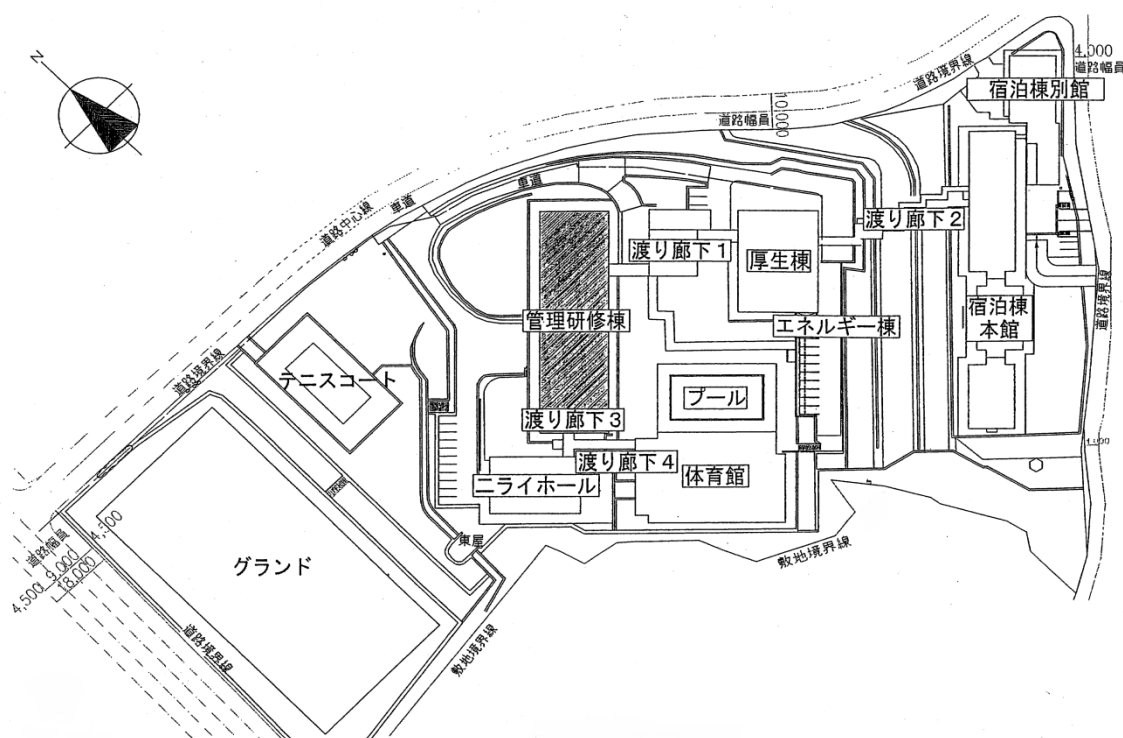 N
4,000
道路幅員
道路境界線
宿泊棟別館
10,000
道路幅員
車道
車道
道路中心線
渡り廊下1
渡り廊下2
厚生棟
管理研修棟
エネルギー棟
宿泊棟
本館
道路境界線
道路境界線
テニスコート
プール
渡り廊下3
渡り廊下4
体育館
ニライホール
4,000
東屋
敷地境界線
グランド
道路幅員
4,500
9,000
18,000
4,500
道路境界線
敷地境界線